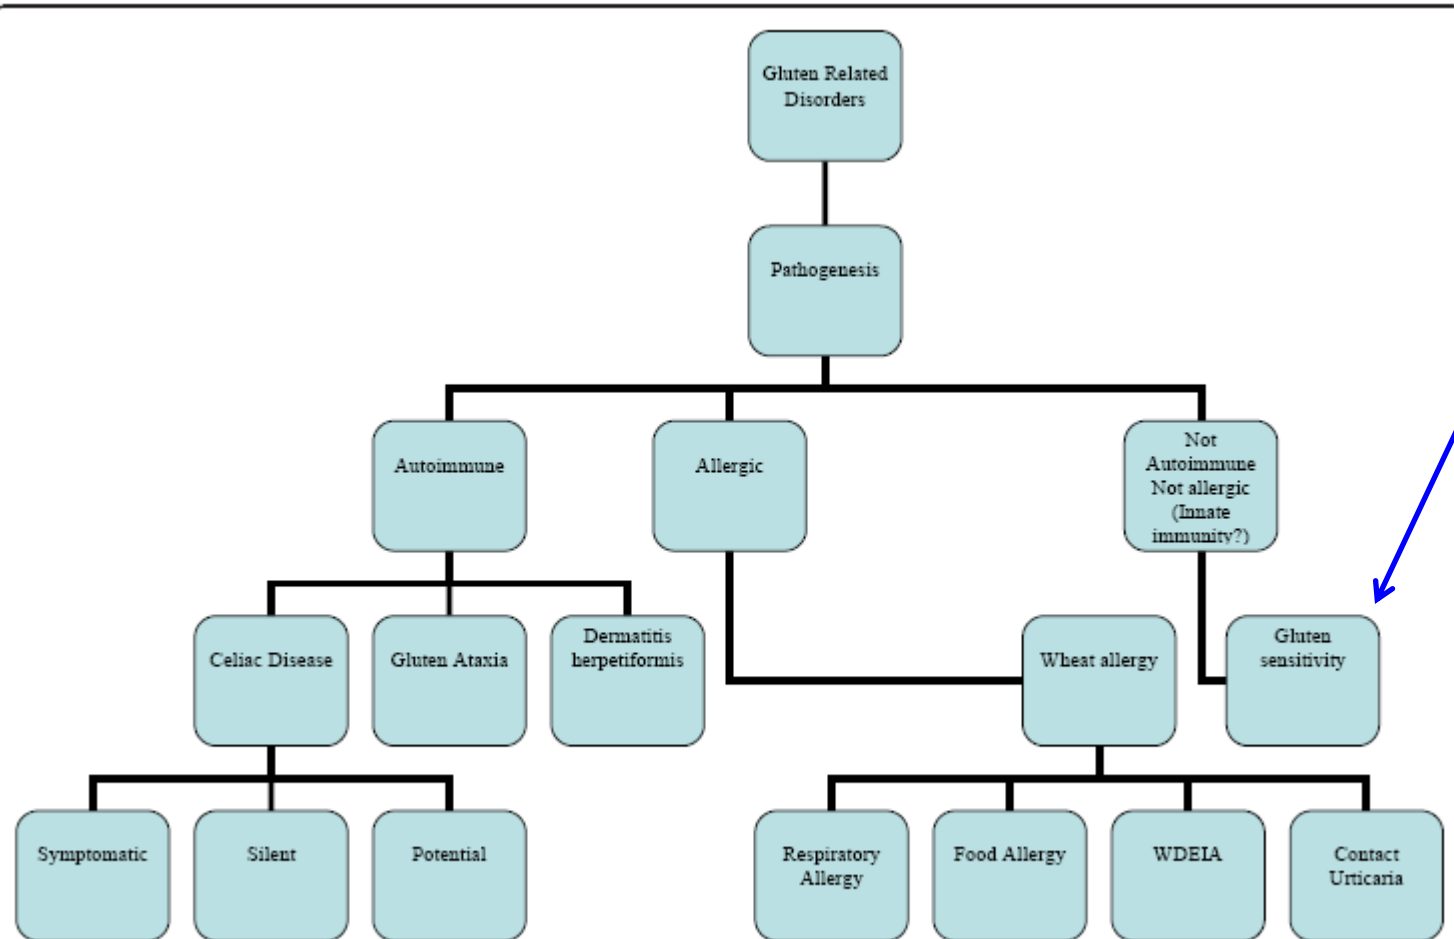 Gluten Related
Disorders
Pathogenesis
Autoimmune
Allergic
Not
Autoimmune
Not allergic
(Innate
immunity?)
Celiac Disease
Gluten Ataxia
Dermatitis
herpetiformis
Wheat allergy
Gluten
sensitivity
Symptomatic
Silent
Potential
Respiratory
Allergy
Food Allergy
WDEIA
Contact
Urticaria